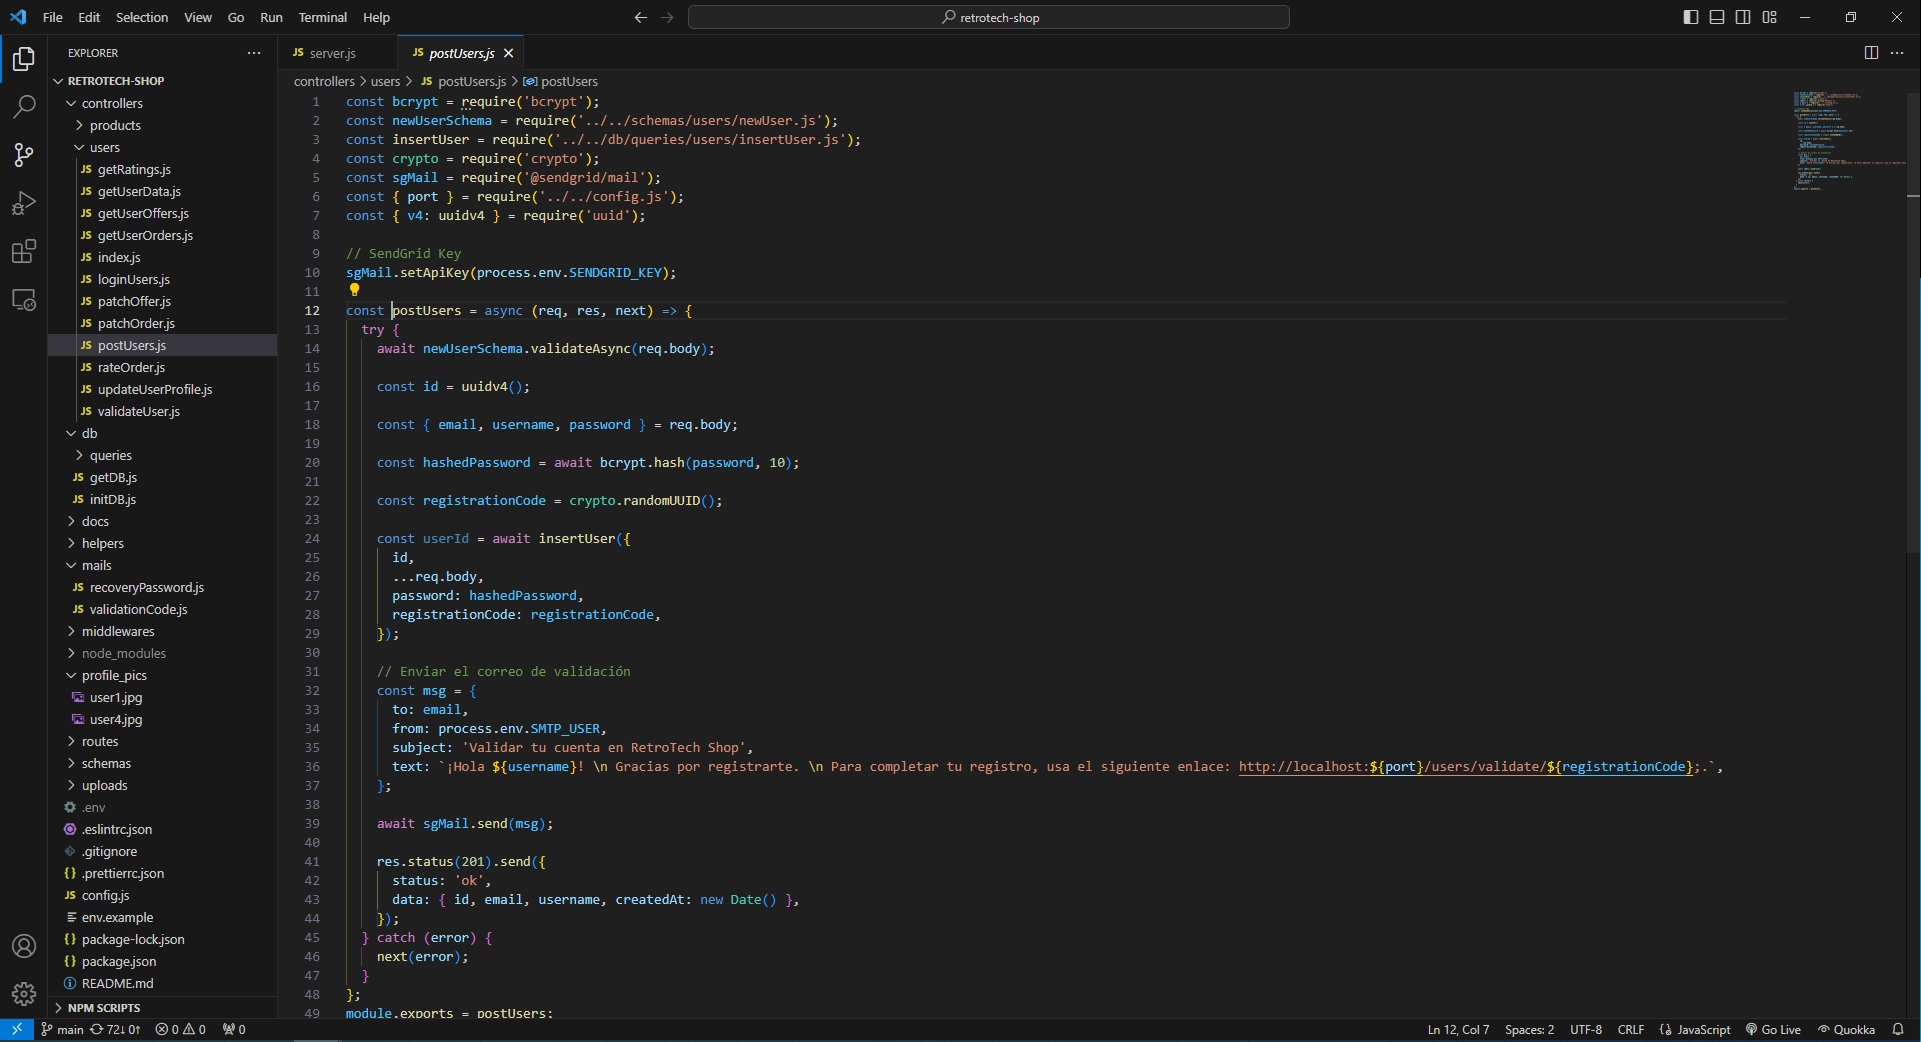 File Edit Selection View Go Run Terminal Help
retrotech-shop
EXPLORER
RETROTECH-SHOP
controllers
products
users
JS getRatings.js
JS getUserData.js
JS getUserOffers.js
JS getUserOrders.js
JS index.js
JS loginUsers.js
JS patchOffer.js
JS patchOrder.js
JS postUsers.js
JS rateOrder.js
JS updateUserProfile.js
JS validateUser.js
db
queries
JS getDB.js
JS initDB.js
docs
helpers
mails
JS recoveryPassword.js
JS validationCode.js
middlewares
node_modules
profile_pics
user1.jpg
user4.jpg
routes
schemas
uploads
.env
.eslintrc.json
.gitignore
{} .prettierrc.json
JS config.js
env.example
{} package-lock.json
{} package.json
README.md
NPM SCRIPTS
JS server.js
JS postUsers.js
controllers > users > JS postUsers.js > postUsers
1 const bcrypt = require('bcrypt');
2 const newUserSchema = require('../../schemas/users/newUser.js');
3 const insertUser = require('../../db/queries/users/insertUser.js');
4 const crypto = require('crypto');
5 const sgMail = require('@sendgrid/mail');
6 const { port } = require('../../config.js');
7 const { v4: uuidv4 } = require('uuid');
8
9 // SendGrid Key
10 sgMail.setApiKey(process.env.SENDGRID_KEY);
11
12 const postUsers = async (req, res, next) => {
13 try {
14 await newUserSchema.validateAsync(req.body);
15
16 const id = uuidv4();
17
18 const { email, username, password } = req.body;
19
20 const hashedPassword = await bcrypt.hash(password, 10);
21
22 const registrationCode = crypto.randomUUID();
23
24 const userId = await insertUser({
25 id,
26 ...req.body,
27 password: hashedPassword,
28 registrationCode: registrationCode,
29 });
30
31 // Enviar el correo de validación
32 const msg = {
33 to: email,
34 from: process.env.SMTP_USER,
35 subject: 'Validar tu cuenta en RetroTech Shop',
36 text: `¡Hola ${username}! \n Gracias por registrarte. \n Para completar tu registro, usa el siguiente enlace: http://localhost:${port}/users/validate/${registrationCode};.`,
37 };
38
39 await sgMail.send(msg);
40
41 res.status(201).send({
42 status: 'ok',
43 data: { id, email, username, createdAt: new Date() },
44 });
45 } catch (error) {
46 next(error);
47 }
48 };
49 module.exports = postUsers;
main 72↓ 0↑ 0 0 0
Ln 12, Col 7 Spaces: 2 UTF-8 CRLF {} JavaScript Go Live Quokka